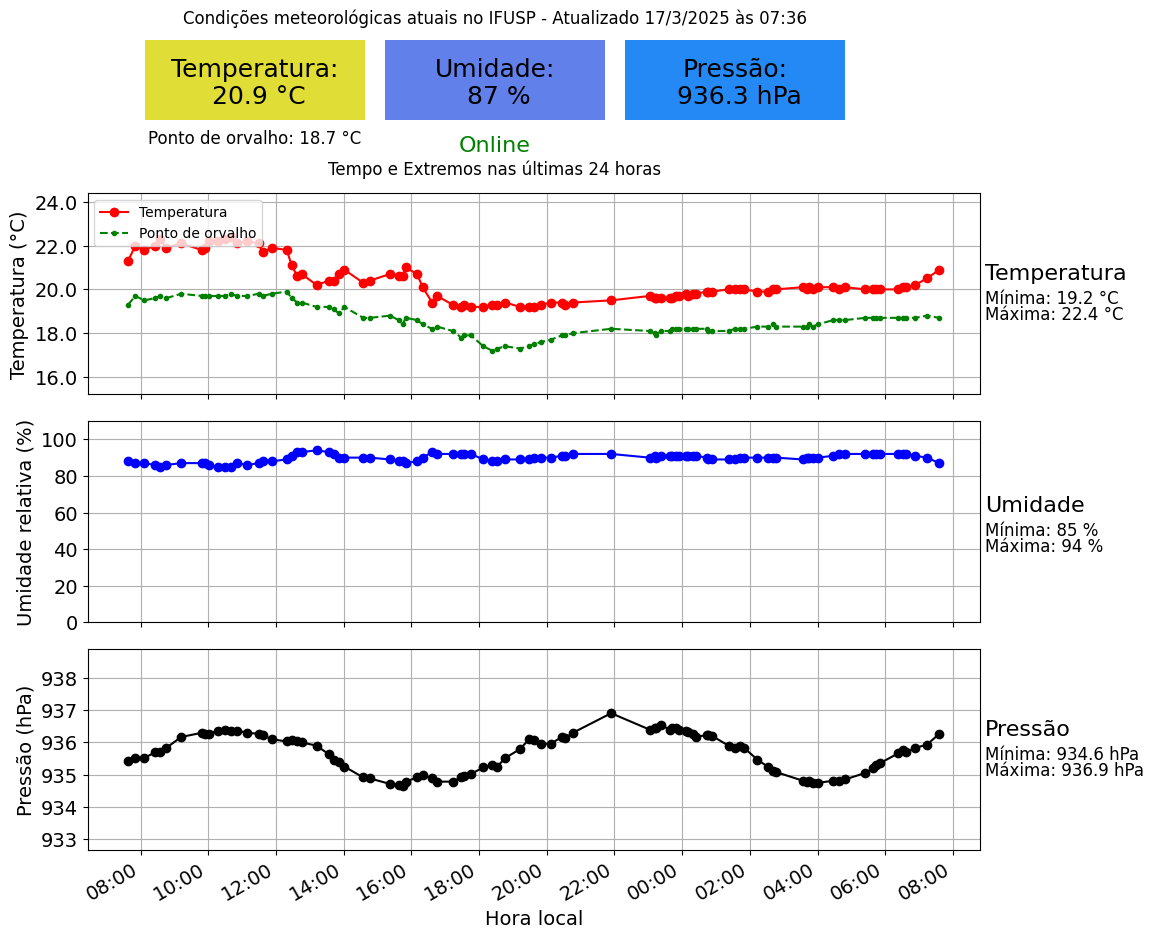 Condições meteorológicas atuais no IFUSP - Atualizado 17/3/2025 às 07:36
Temperatura:
20.9 °C
Umidade:
87 %
Pressão:
936.3 hPa
Ponto de orvalho: 18.7 °C
Online
Tempo e Extremos nas últimas 24 horas
Temperatura (°C)
24.0
22.0
20.0
18.0
16.0
Temperatura
Ponto de orvalho
Temperatura
Mínima: 19.2 °C
Máxima: 22.4 °C
Umidade relativa (%)
100
80
60
40
20
0
Umidade
Mínima: 85 %
Máxima: 94 %
Pressão (hPa)
938
937
936
935
934
933
Pressão
Mínima: 934.6 hPa
Máxima: 936.9 hPa
08:00 10:00 12:00 14:00 16:00 18:00 20:00 22:00 00:00 02:00 04:00 06:00 08:00
Hora local